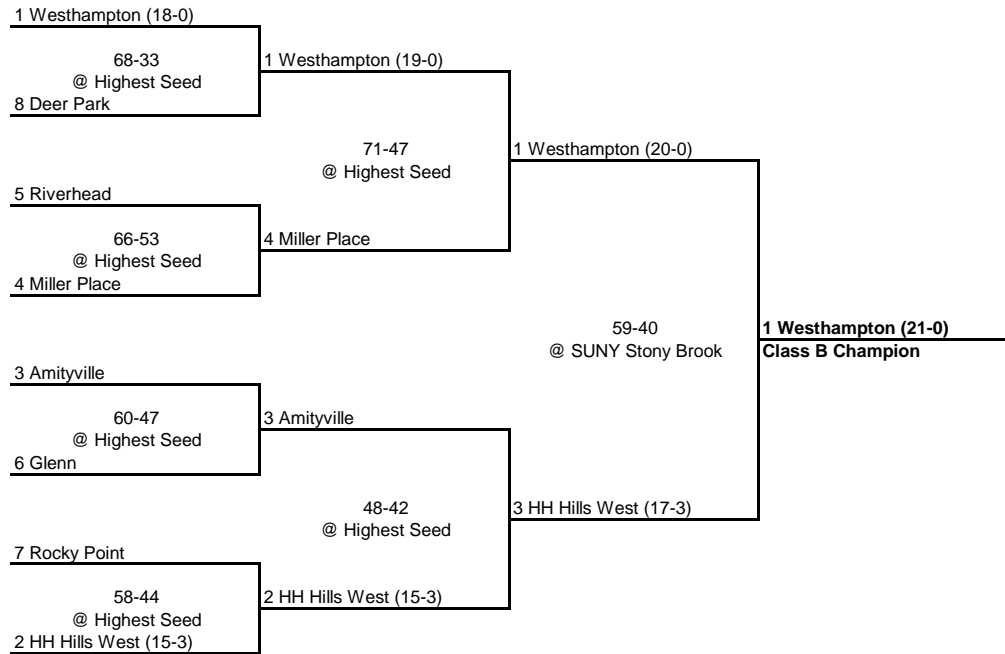 1 Westhampton (18-0)
68-33
@ Highest Seed
8 Deer Park
1 Westhampton (19-0)
71-47
@ Highest Seed
5 Riverhead
66-53
@ Highest Seed
4 Miller Place
4 Miller Place
1 Westhampton (20-0)
59-40
@ SUNY Stony Brook
1 Westhampton (21-0)
Class B Champion
3 Amityville
60-47
@ Highest Seed
6 Glenn
3 Amityville
48-42
@ Highest Seed
3 HH Hills West (17-3)
7 Rocky Point
58-44
@ Highest Seed
2 HH Hills West (15-3)
2 HH Hills West (15-3)